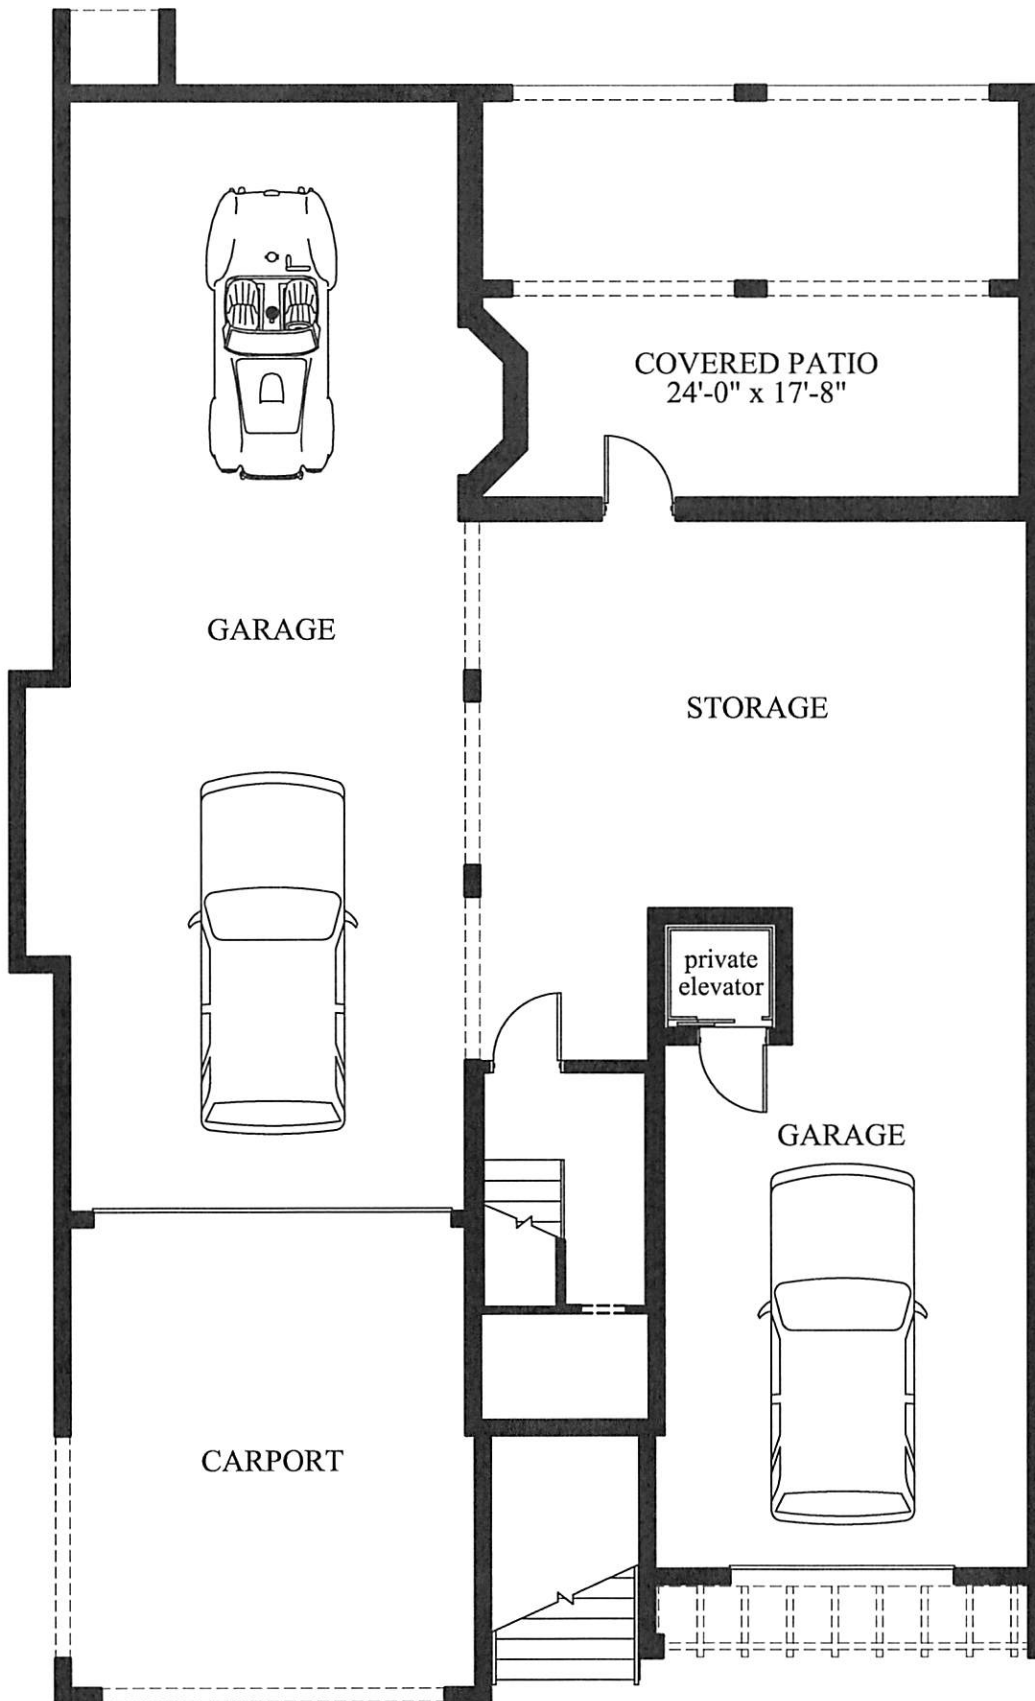 COVERED PATIO
24'-0" x 17'-8"
GARAGE
STORAGE
private
elevator
GARAGE
CARPORT